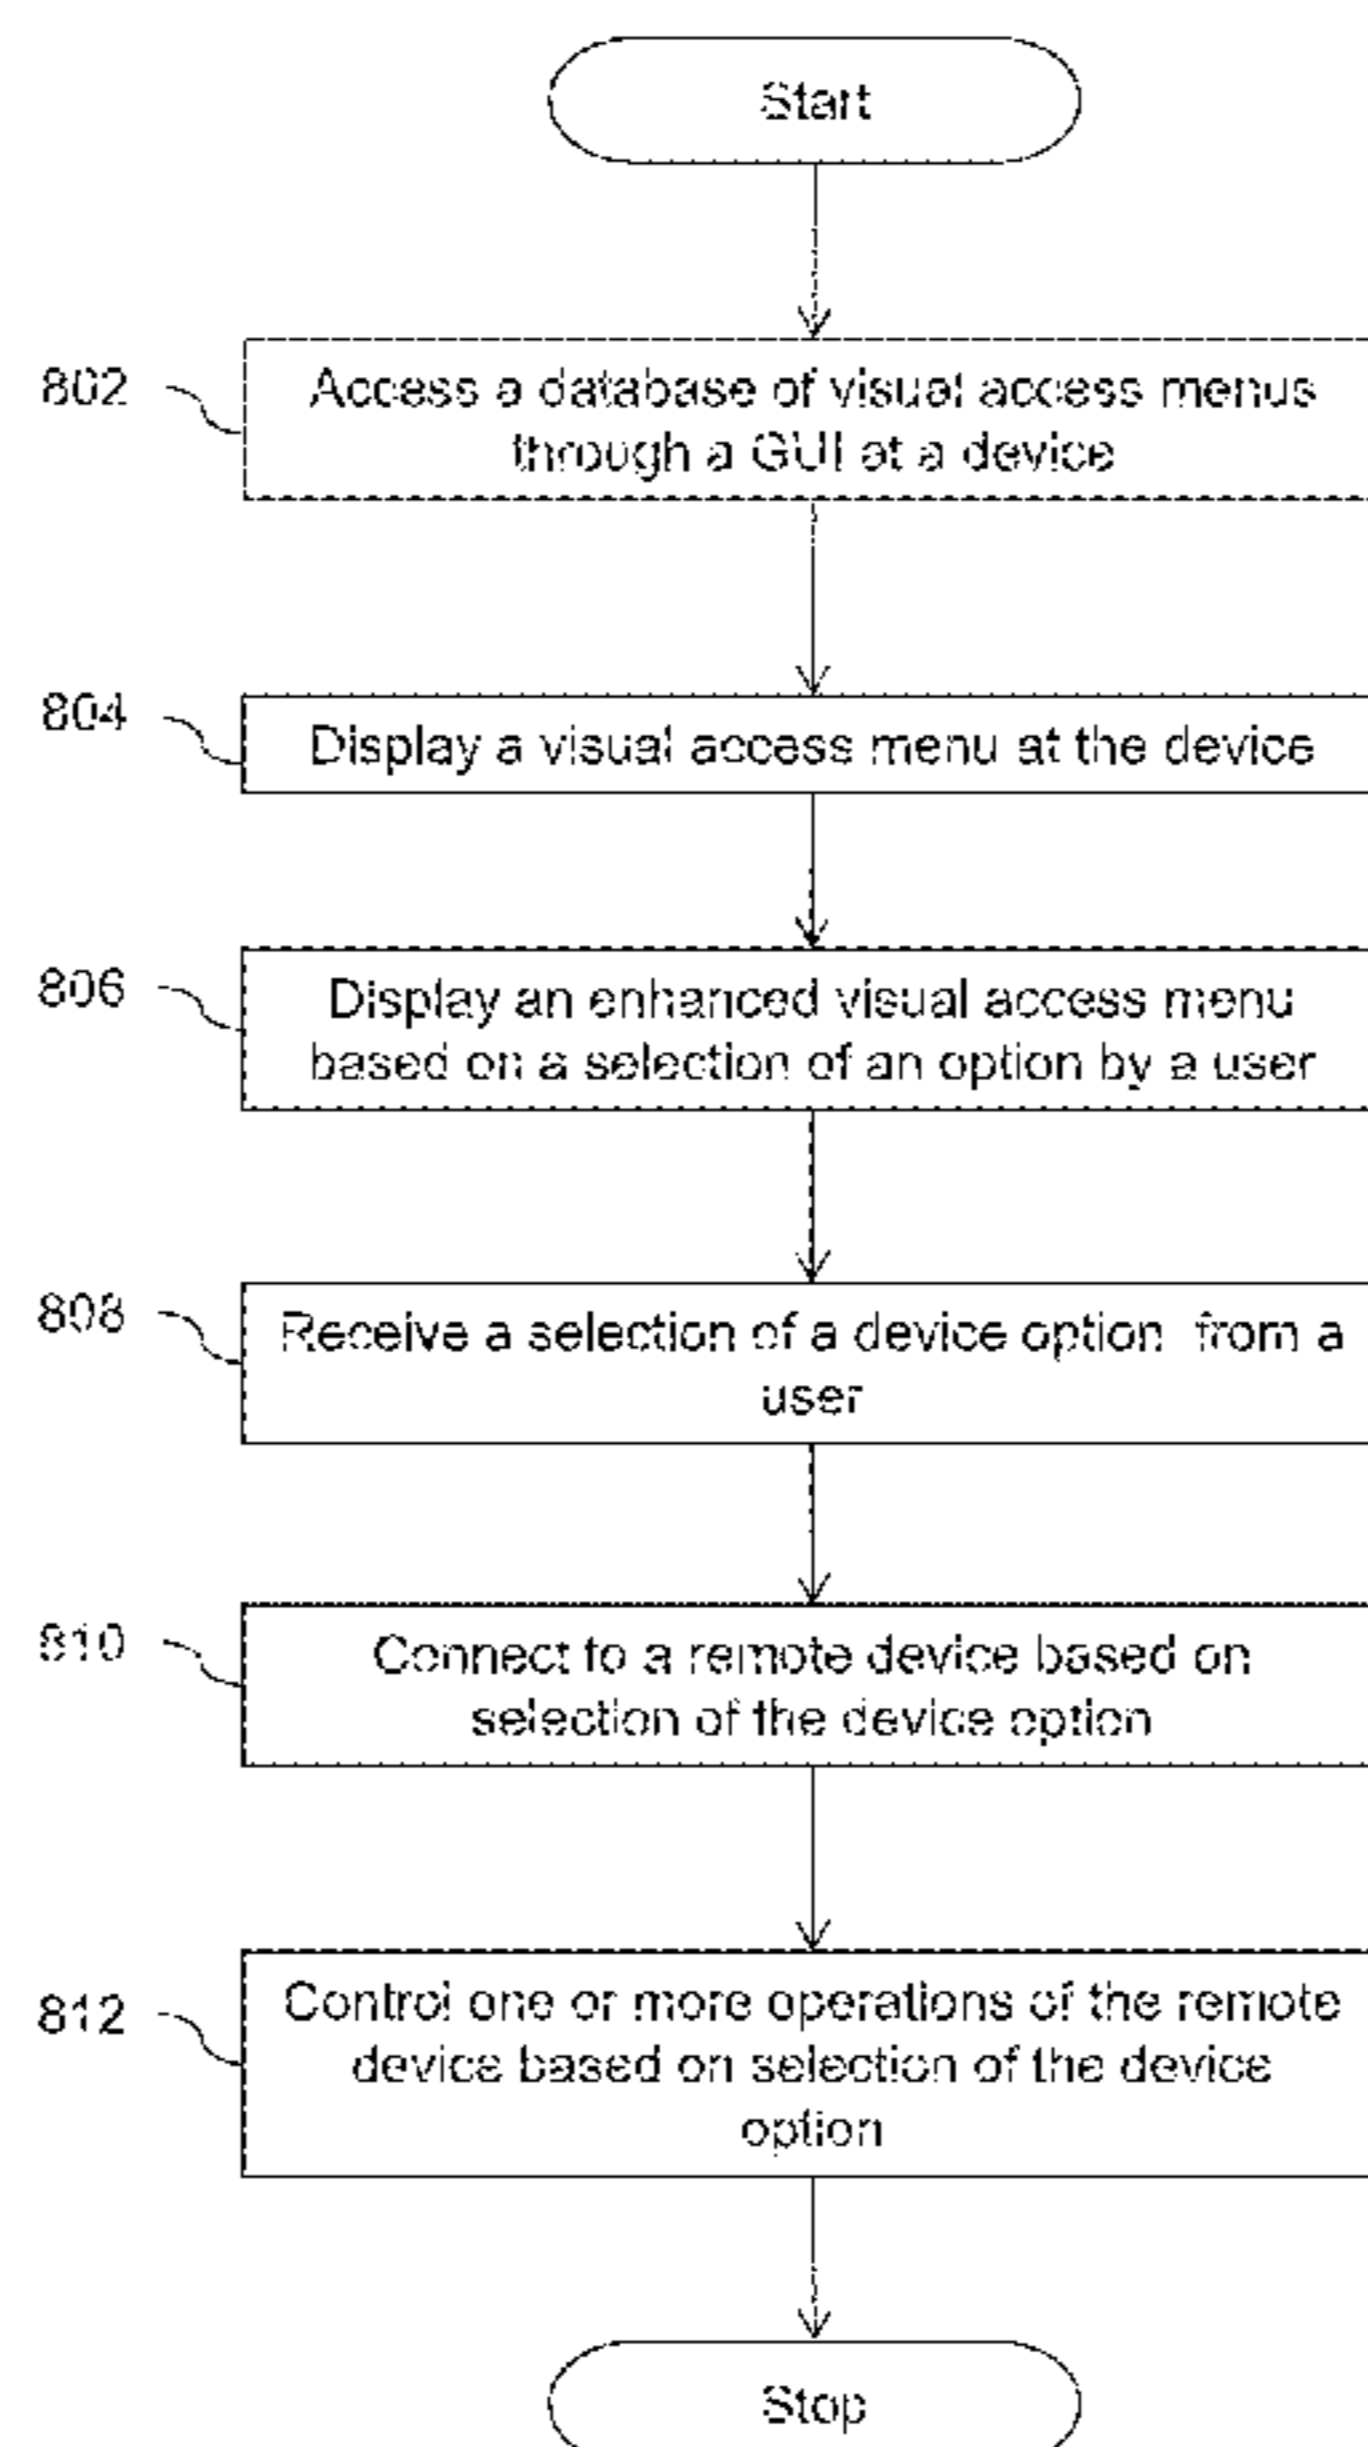 Start
802
Access a database of visual access menus
through a GUI at a device
804
Display a visual access menu at the device
806
Display an enhanced visual access menu
based on a selection of an option by a user
808
Receive a selection of a device option from a
user
810
Connect to a remote device based on
selection of the device option
812
Control one or more operations of the remote
device based on selection of the device
option
Stop